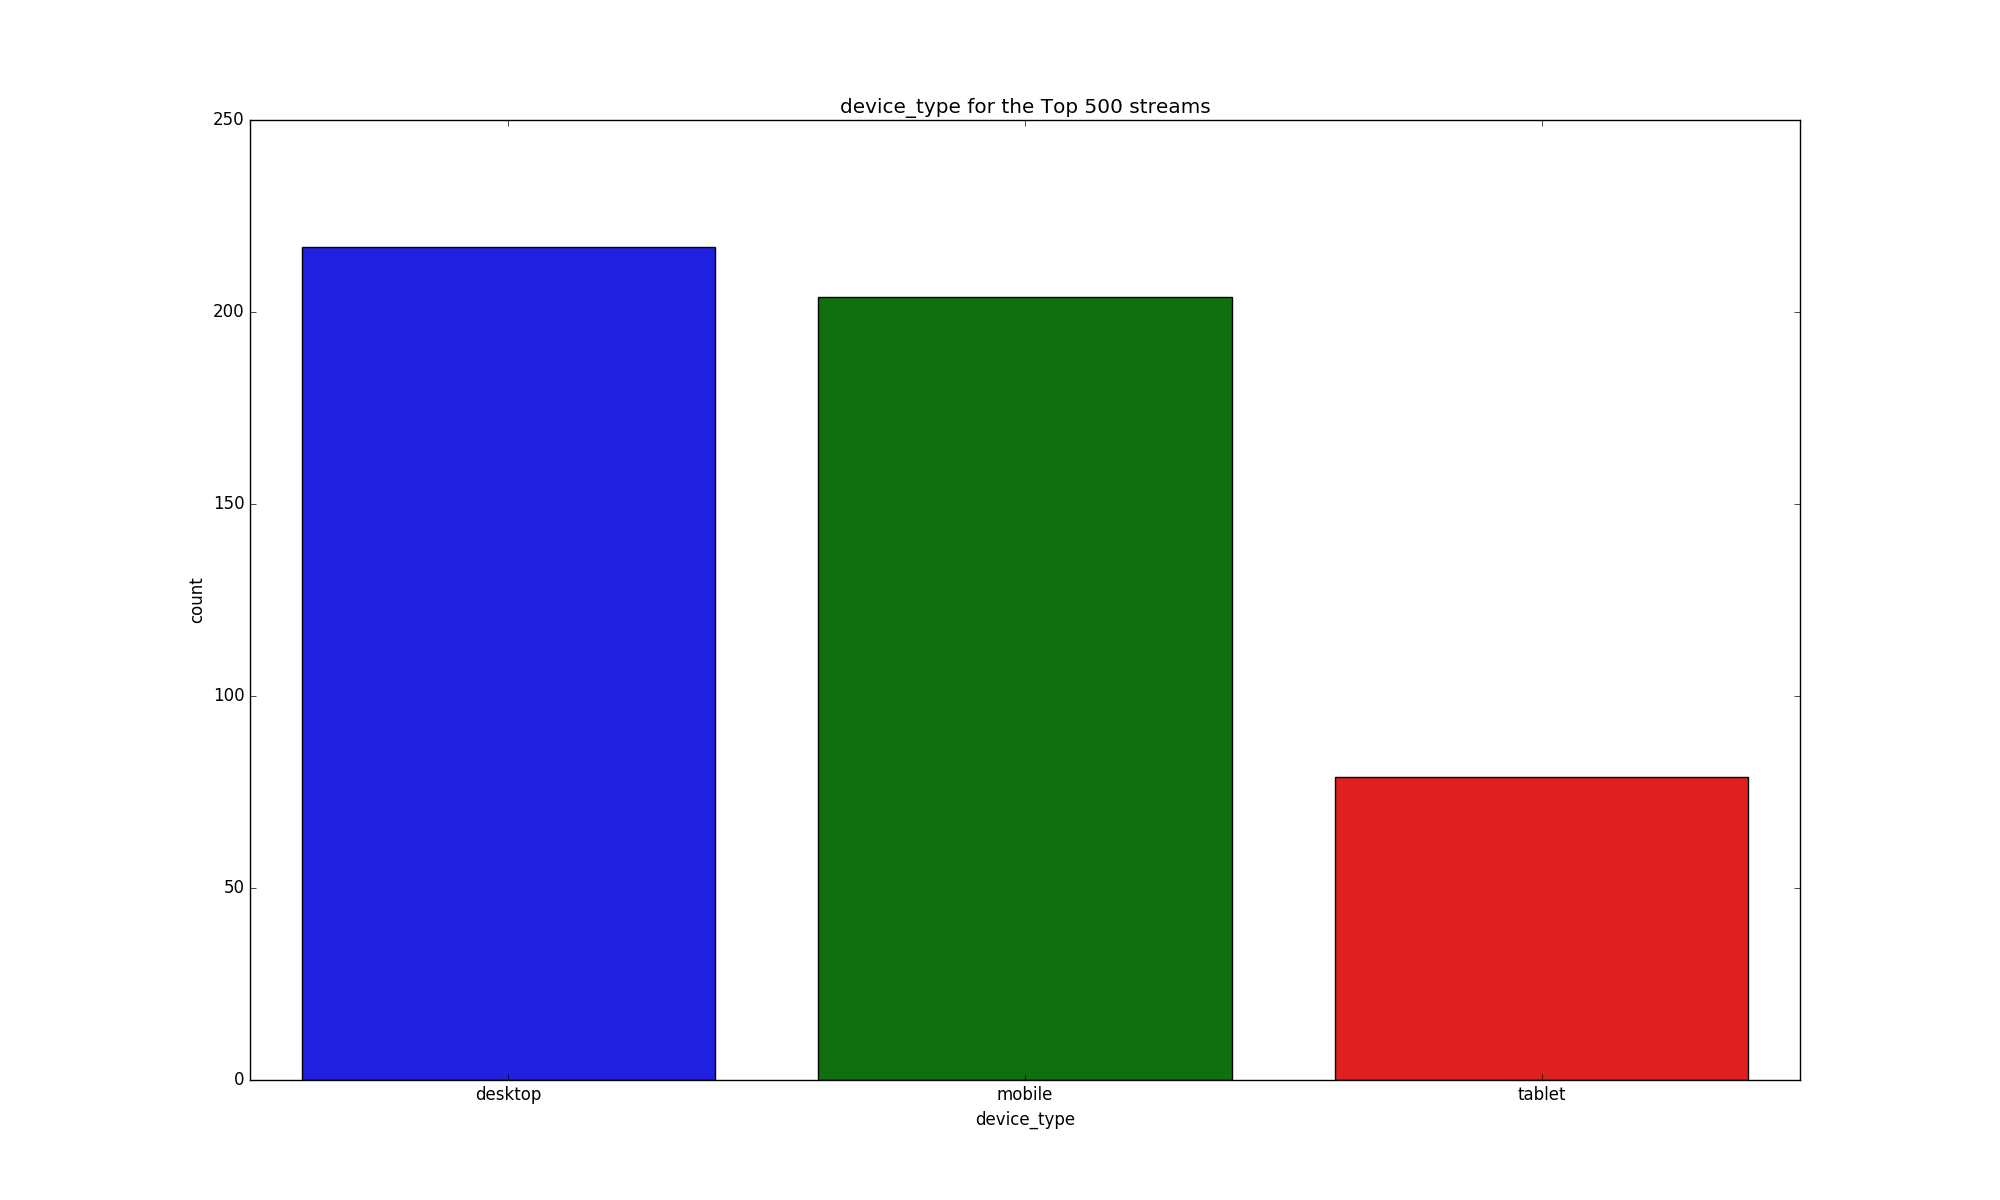 device_type for the Top 500 streams
250
200
150
100
50
0
count
desktop
mobile
tablet
device_type